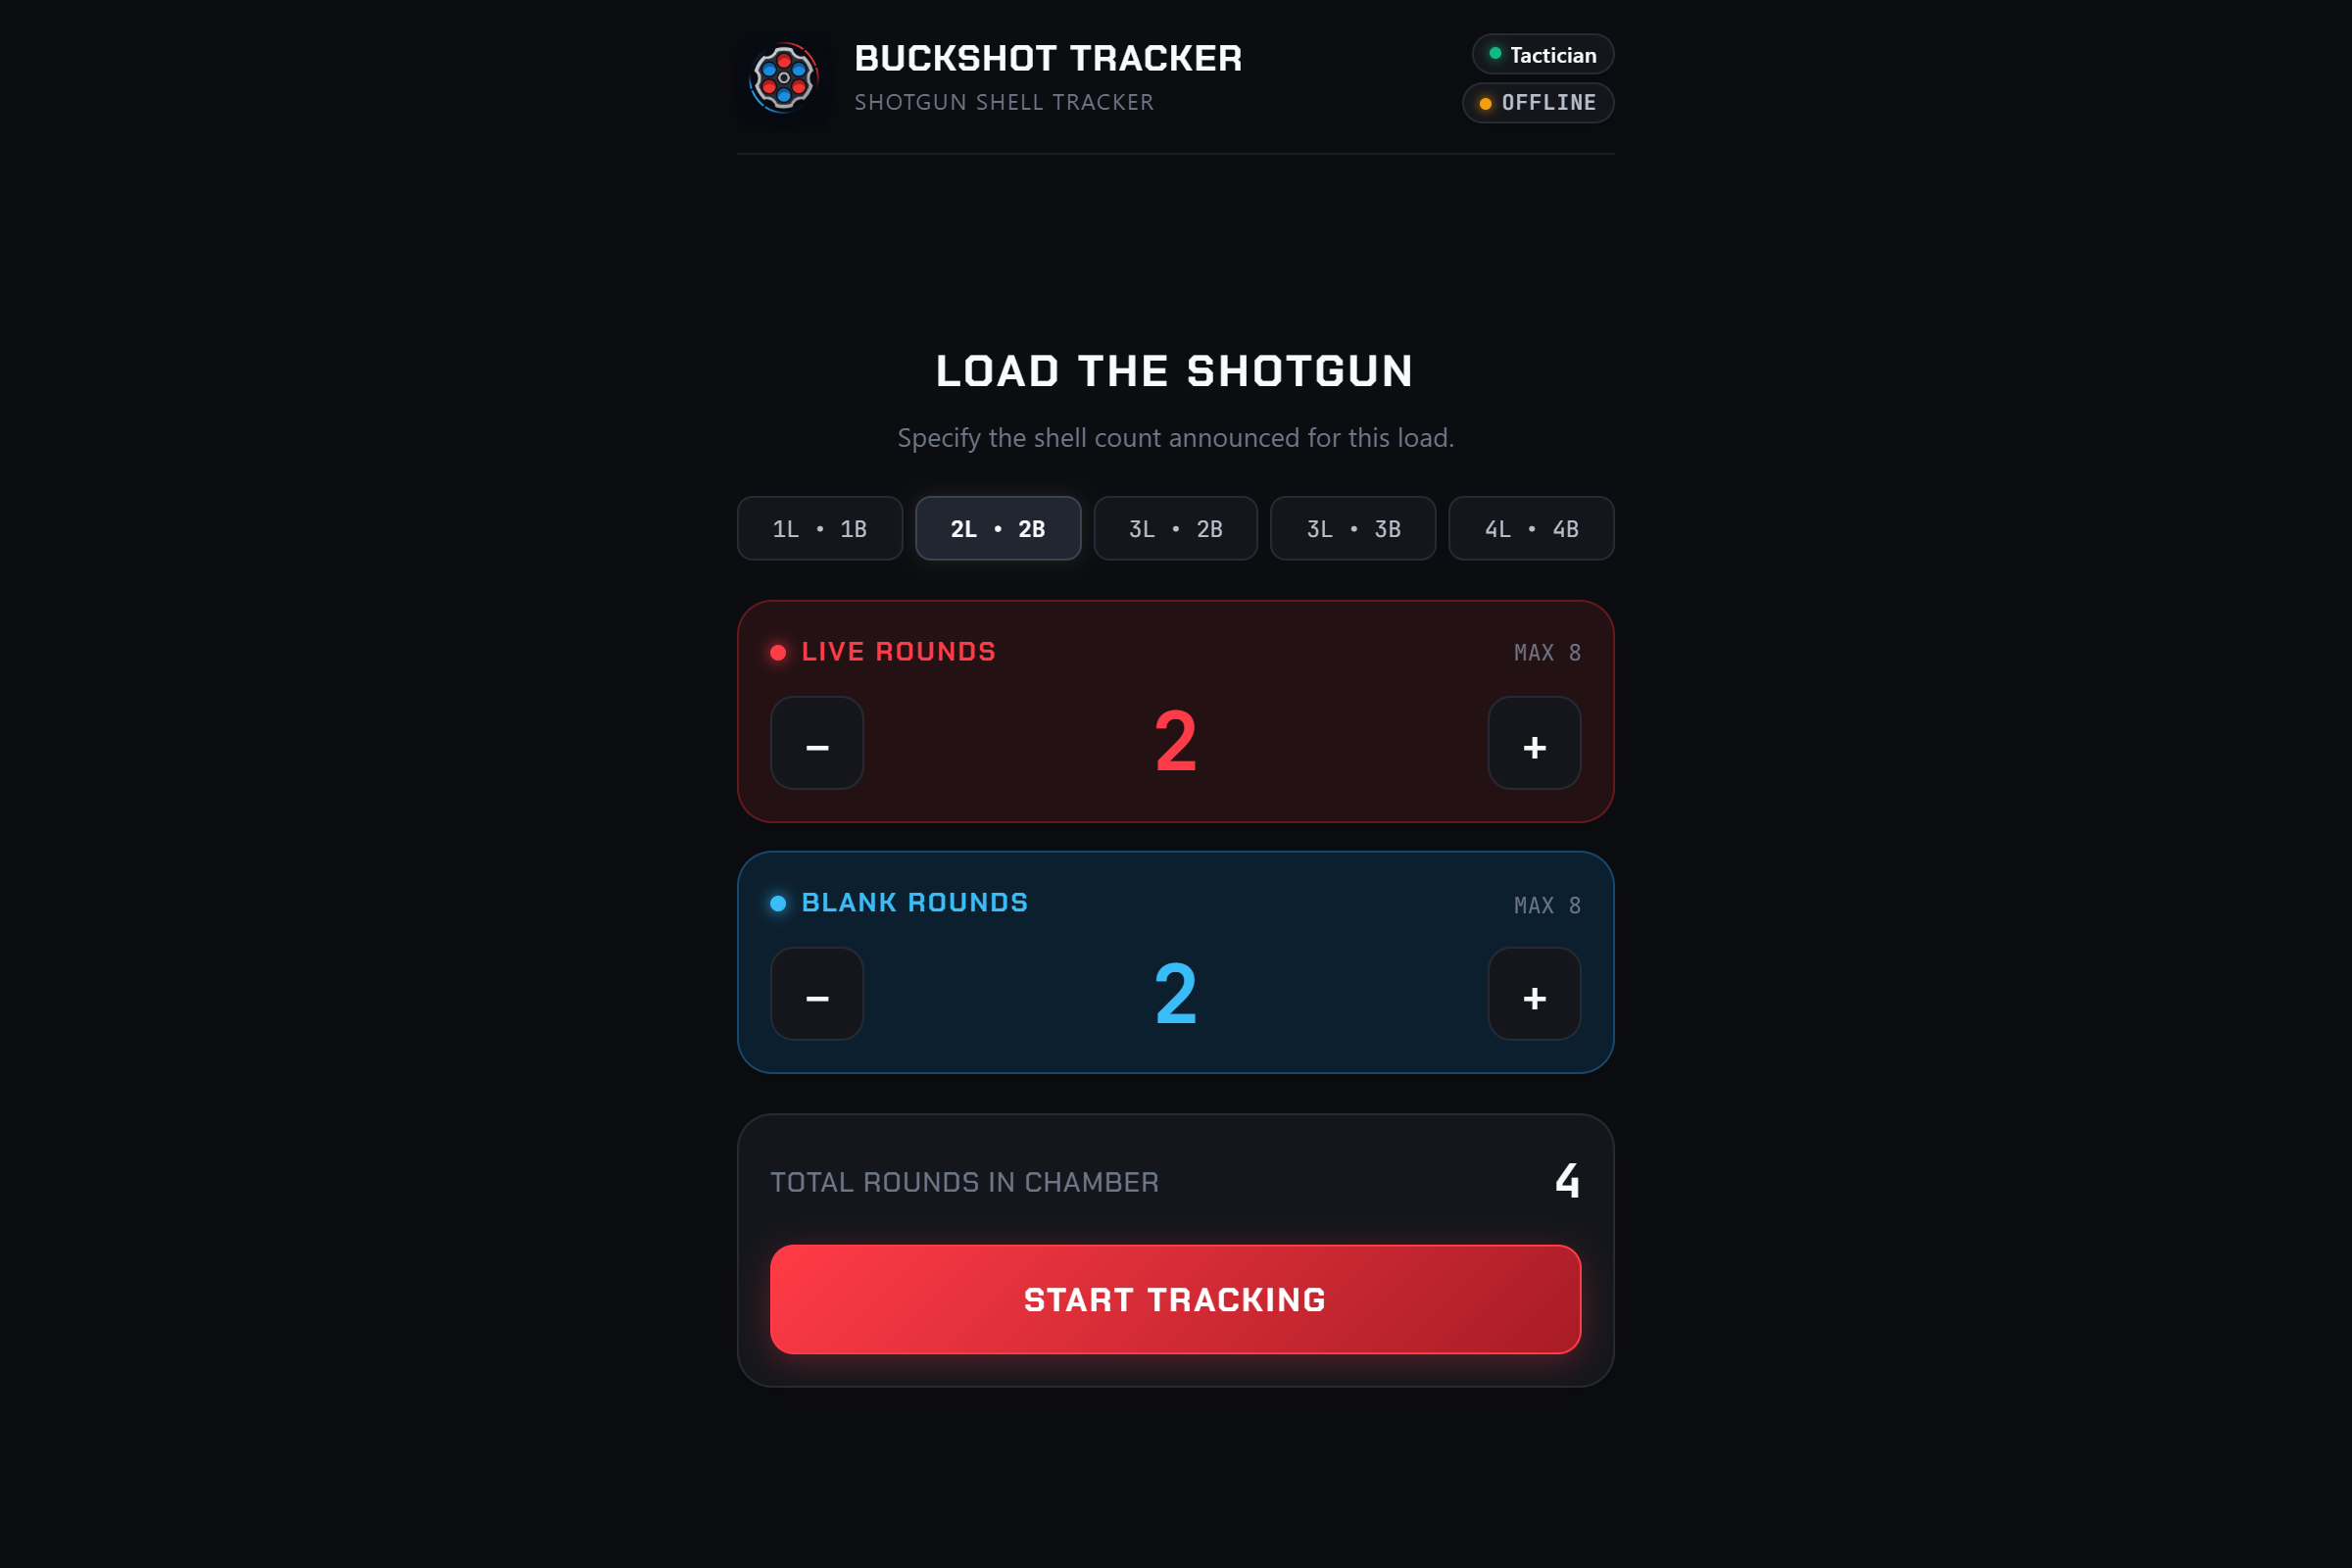 BUCKSHOT TRACKER
SHOTGUN SHELL TRACKER
Tactician
OFFLINE
LOAD THE SHOTGUN
Specify the shell count announced for this load.
1L • 1B
2L • 2B
3L • 2B
3L • 3B
4L • 4B
LIVE ROUNDS
MAX 8
– 2 +
BLANK ROUNDS
MAX 8
– 2 +
TOTAL ROUNDS IN CHAMBER 4
START TRACKING